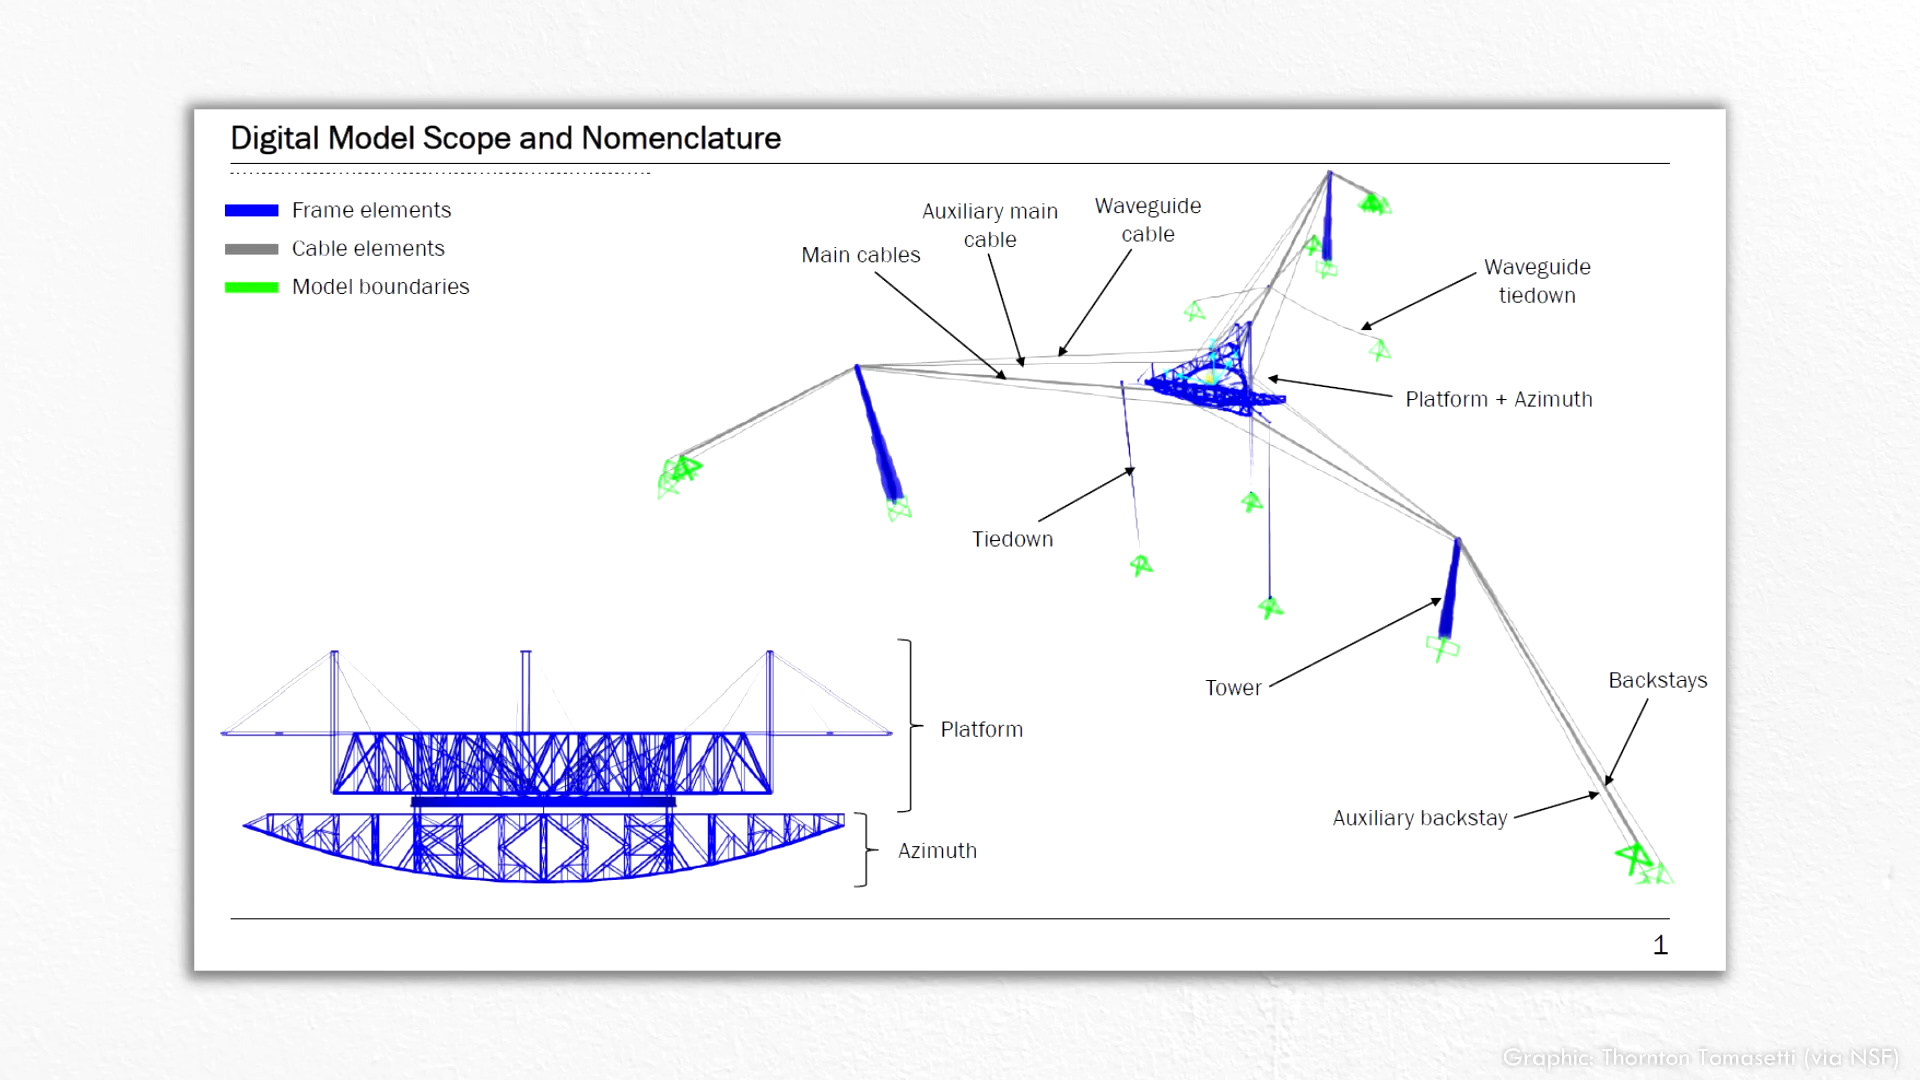 Digital Model Scope and Nomenclature
Frame elements
Cable elements
Model boundaries
Main cables
Auxiliary main
cable
Waveguide
cable
Waveguide
tiedown
Platform + Azimuth
Tiedown
Tower
Backstays
Auxiliary backstay
Platform
Azimuth
1
Graphic: Thornton Tomasetti (via NSF)